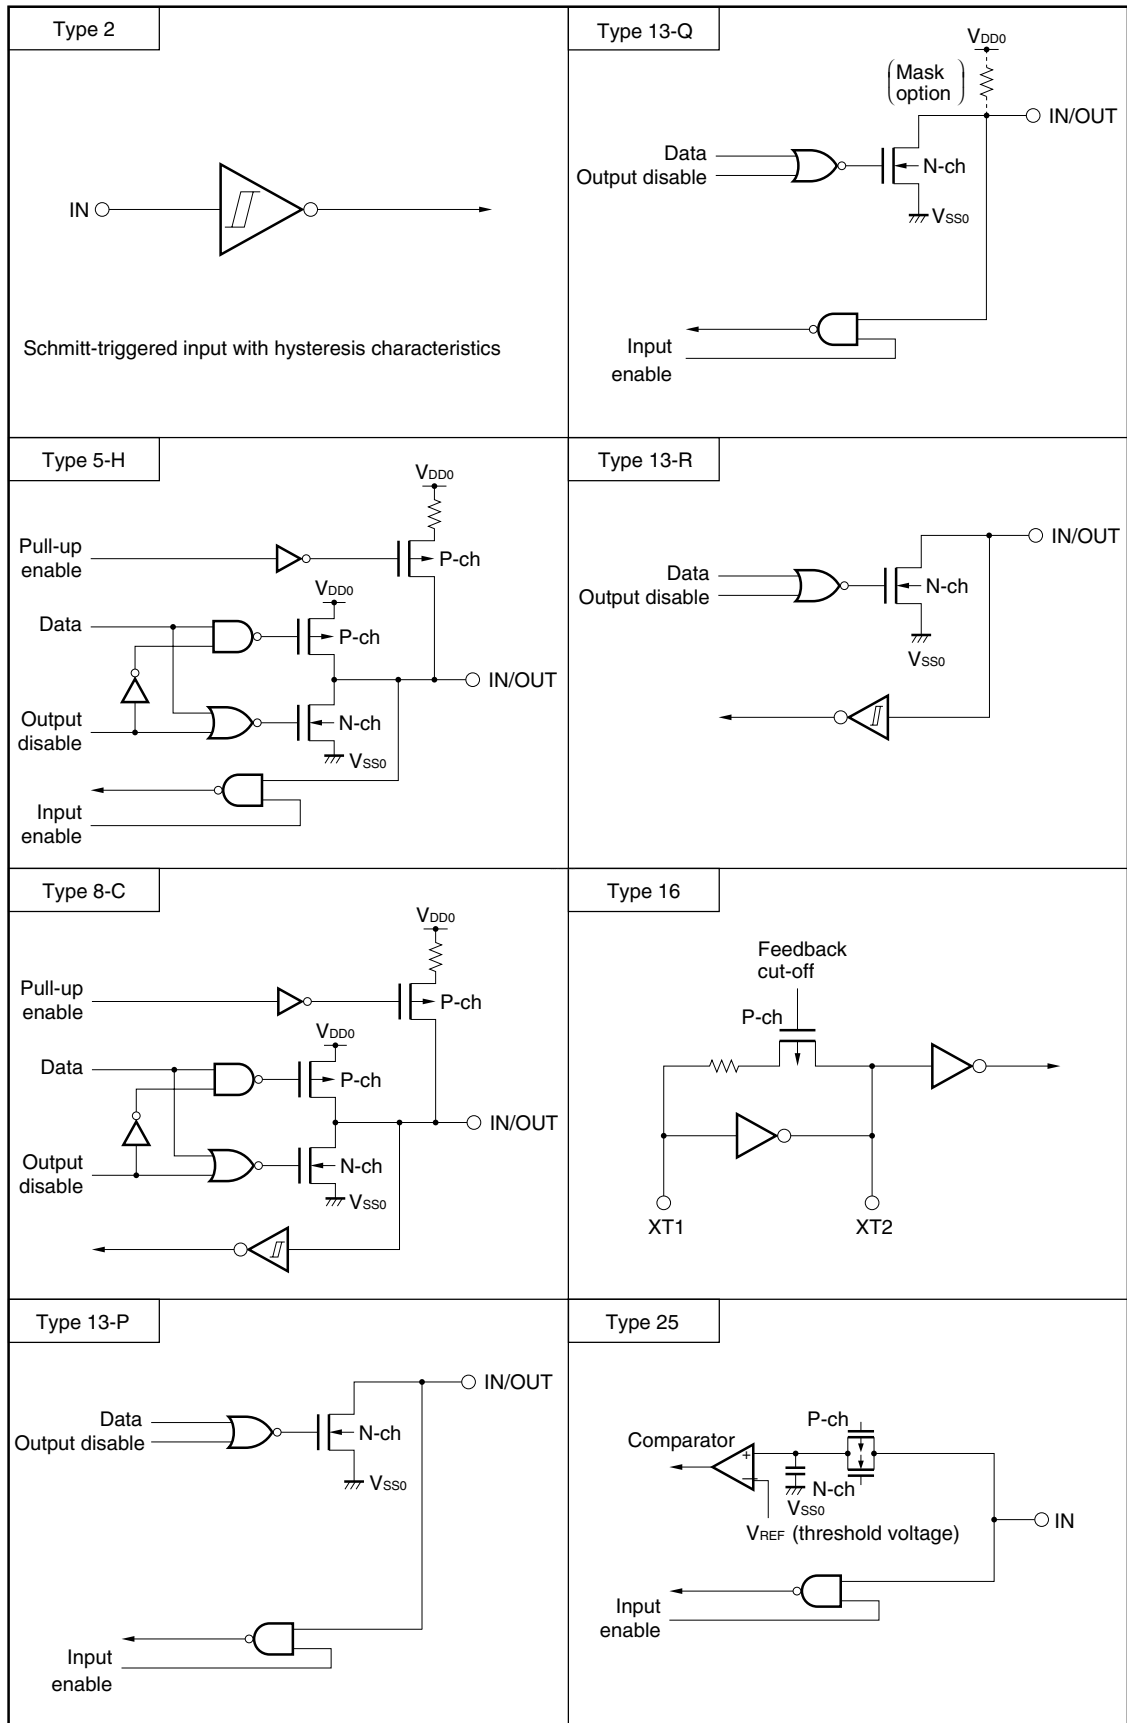 Type 2
IN
Schmitt-triggered input with hysteresis characteristics
Type 13-Q
VDD0
(Mask
option)
IN/OUT
Data
Output disable
N-ch
VSS0
Input
enable
Type 5-H
VDD0
Pull-up
enable
P-ch
VDD0
Data
P-ch
IN/OUT
Output
disable
N-ch
VSS0
Input
enable
Type 13-R
IN/OUT
Data
Output disable
N-ch
VSS0
Type 8-C
VDD0
Pull-up
enable
P-ch
VDD0
Data
P-ch
IN/OUT
Output
disable
N-ch
VSS0
Type 16
Feedback
cut-off
P-ch
XT1
XT2
Type 13-P
IN/OUT
Data
Output disable
N-ch
VSS0
Input
enable
Type 25
P-ch
Comparator
+
−
N-ch
VSS0
VREF (threshold voltage)
IN
Input
enable